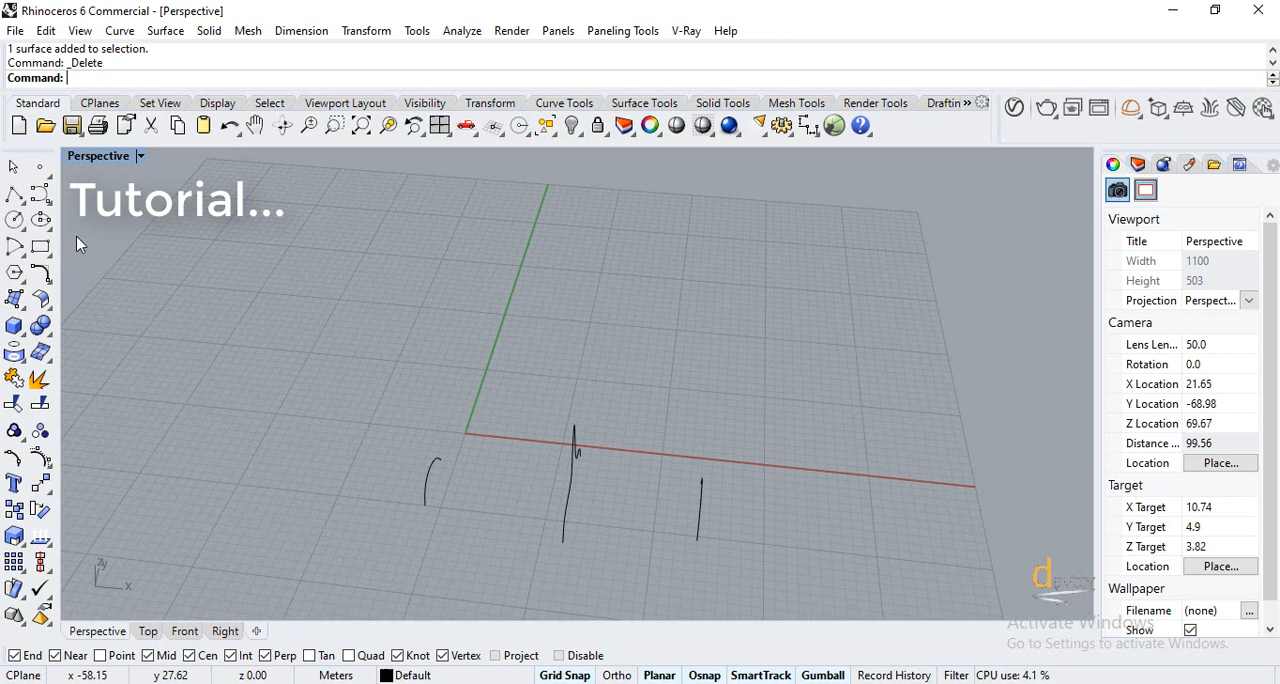 Rhinoceros 6 Commercial - [Perspective]
File Edit View Curve Surface Solid Mesh Dimension Transform Tools Analyze Render Panels Paneling Tools V-Ray Help
1 surface added to selection.
Command: _Delete
Command:
Standard CPlanes Set View Display Select Viewport Layout Visibility Transform Curve Tools Surface Tools Solid Tools Mesh Tools Render Tools Draftin »
Perspective
Tutorial...
Viewport
Title Perspective
Width 1100
Height 503
Projection Perspect...
Camera
Lens Len... 50.0
Rotation 0.0
X Location 21.65
Y Location -68.98
Z Location 69.67
Distance ... 99.56
Location Place...
Target
X Target 10.74
Y Target 4.9
Z Target 3.82
Location Place...
Wallpaper
Filename (none) ...
Show
y
x
Activate Windows
Go to Settings to activate Windows.
Perspective Top Front Right
End Near Point Mid Cen Int Perp Tan Quad Knot Vertex Project Disable
CPlane x -58.15 y 27.62 z 0.00 Meters Default Grid Snap Ortho Planar Osnap SmartTrack Gumball Record History Filter CPU use: 4.1 %